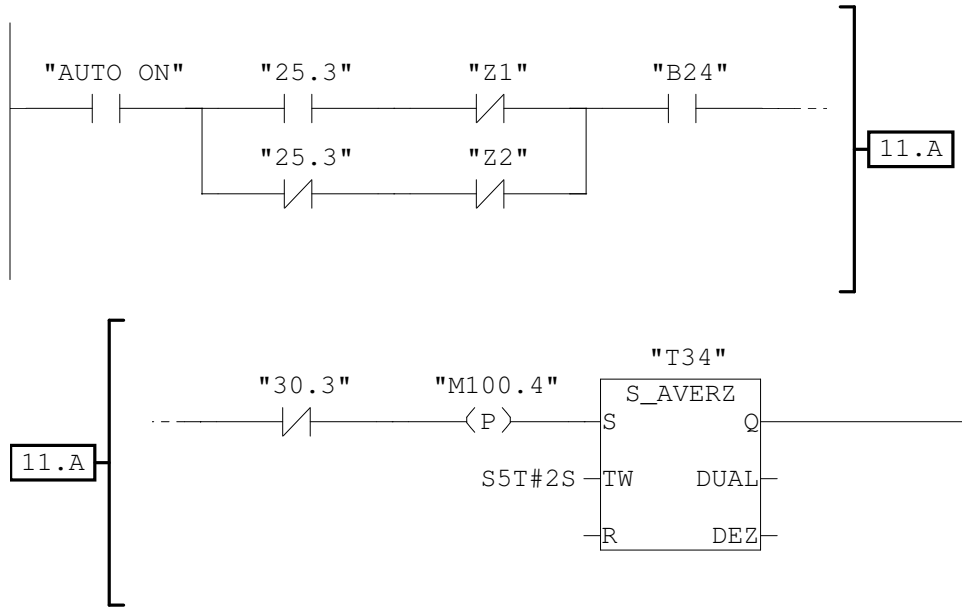 "AUTO ON" "25.3" "Z1" "B24"
11.A
"25.3" "Z2"
"T34"
"30.3" "M100.4" S_AVERZ
P S Q
11.A
S5T#2S TW DUAL
R DEZ